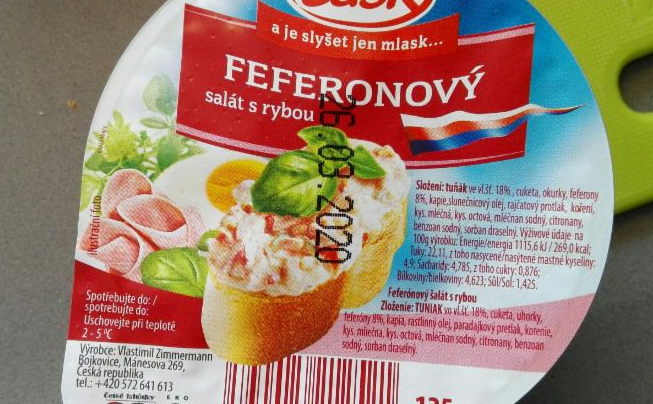 a je slyšet jen mlask...
FEFERONOVÝ
salát s rybou
26.03.2020
ilustrační foto
Složení: tuňák ve vl.šť. 18% , cuketa, okurky, feferony
8%, kapie,slunečnicový olej, rajčatový protlak, koření,
kys. mléčná, kys. octová, mléčnan sodný, citronany,
benzoan sodný, sorban draselný. Výživové údaje na
100g výrobku: Energie/energia 1115,6 kJ / 269,0 kcal;
Tuky: 22,11, z toho nasycené/nasýtené mastné kyseliny:
4,9; Sacharidy: 4,785, z toho cukry: 0,876;
Bílkoviny/bielkoviny: 4,623; Sůl/Soľ: 1,425.
Feferónový šalát s rybou
Zloženie: TUNIAK vo vl.šť. 18%, cuketa, uhorky,
feferóny 8%, kapia, rastlinný olej, paradajkový pretlak, korenie,
kys. mliečna, kys. octová, mliečnan sodný, citronany, benzoan
sodný, sorban draselný.
Spotřebujte do: /
spotrebujte do:
Uschovejte při teplotě
2 - 5 °C
Výrobce: Vlastimil Zimmermann
Bojkovice, Mánesova 269,
Česká republika
tel.: +420 572 641 613
české lahůdky E K O